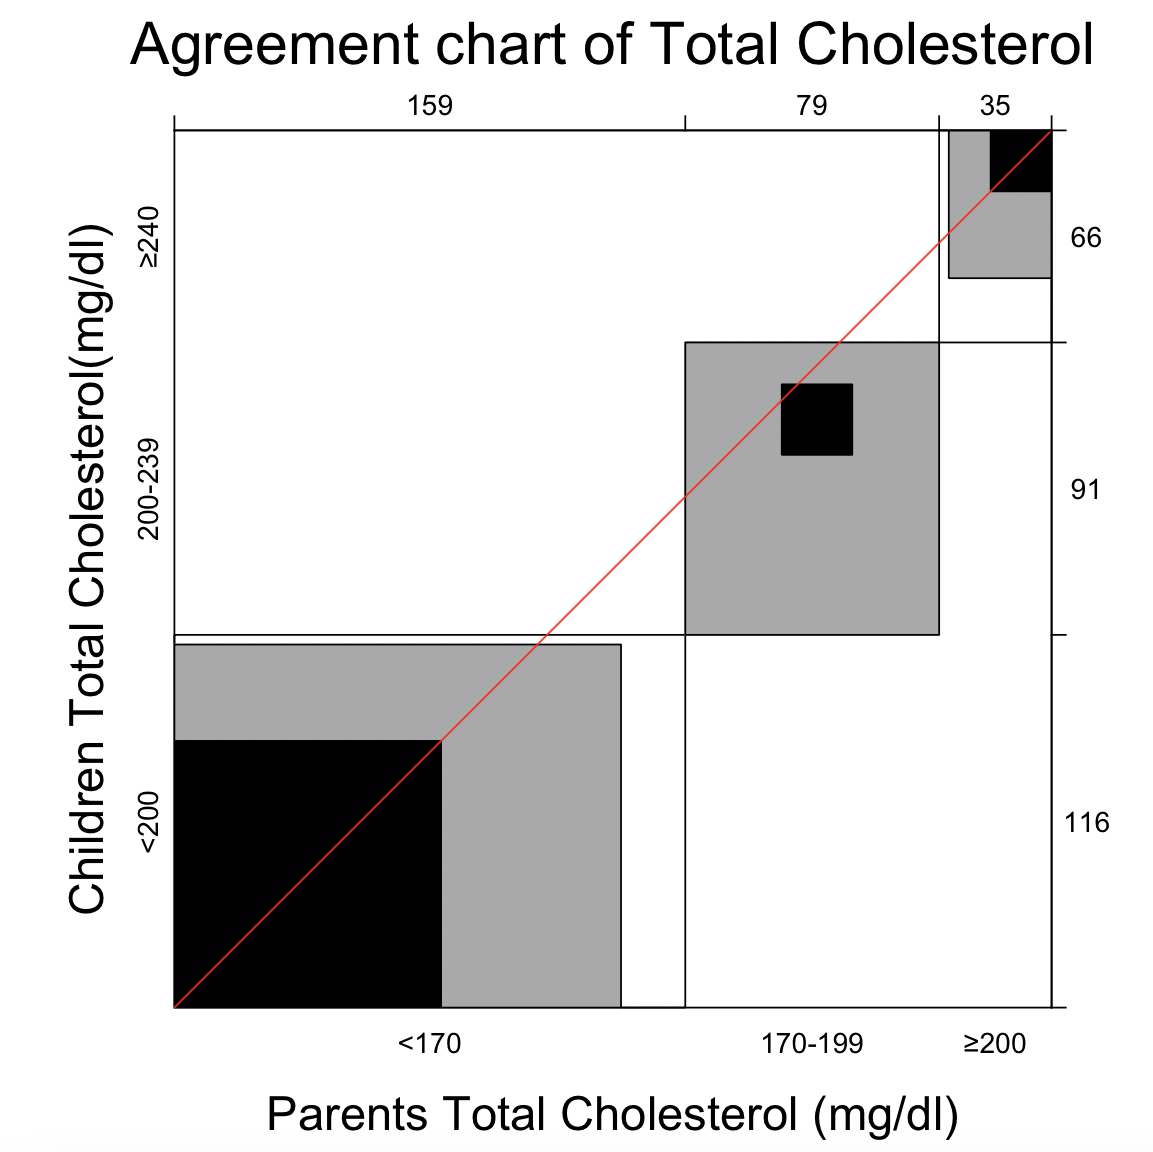 Agreement chart of Total Cholesterol
159 79 35
≥240
200-239
<200
Children Total Cholesterol(mg/dl)
66
91
116
<170 170-199 ≥200
Parents Total Cholesterol (mg/dl)